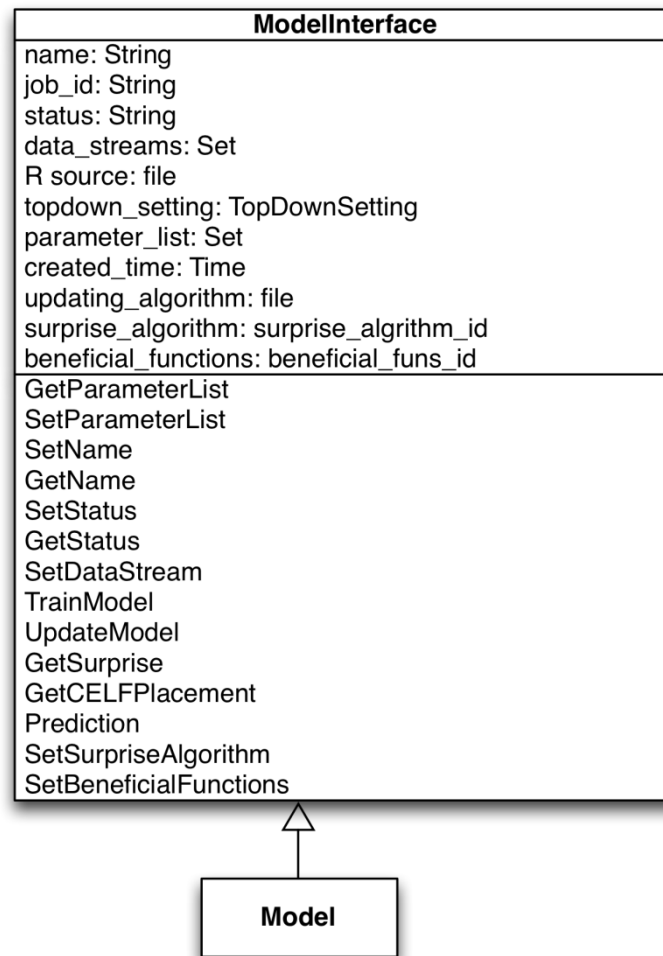 ModelInterface
name: String
job_id: String
status: String
data_streams: Set
R source: file
topdown_setting: TopDownSetting
parameter_list: Set
created_time: Time
updating_algorithm: file
surprise_algorithm: surprise_algrithm_id
beneficial_functions: beneficial_funs_id
GetParameterList
SetParameterList
SetName
GetName
SetStatus
GetStatus
SetDataStream
TrainModel
UpdateModel
GetSurprise
GetCELFPlacement
Prediction
SetSurpriseAlgorithm
SetBeneficialFunctions
Model